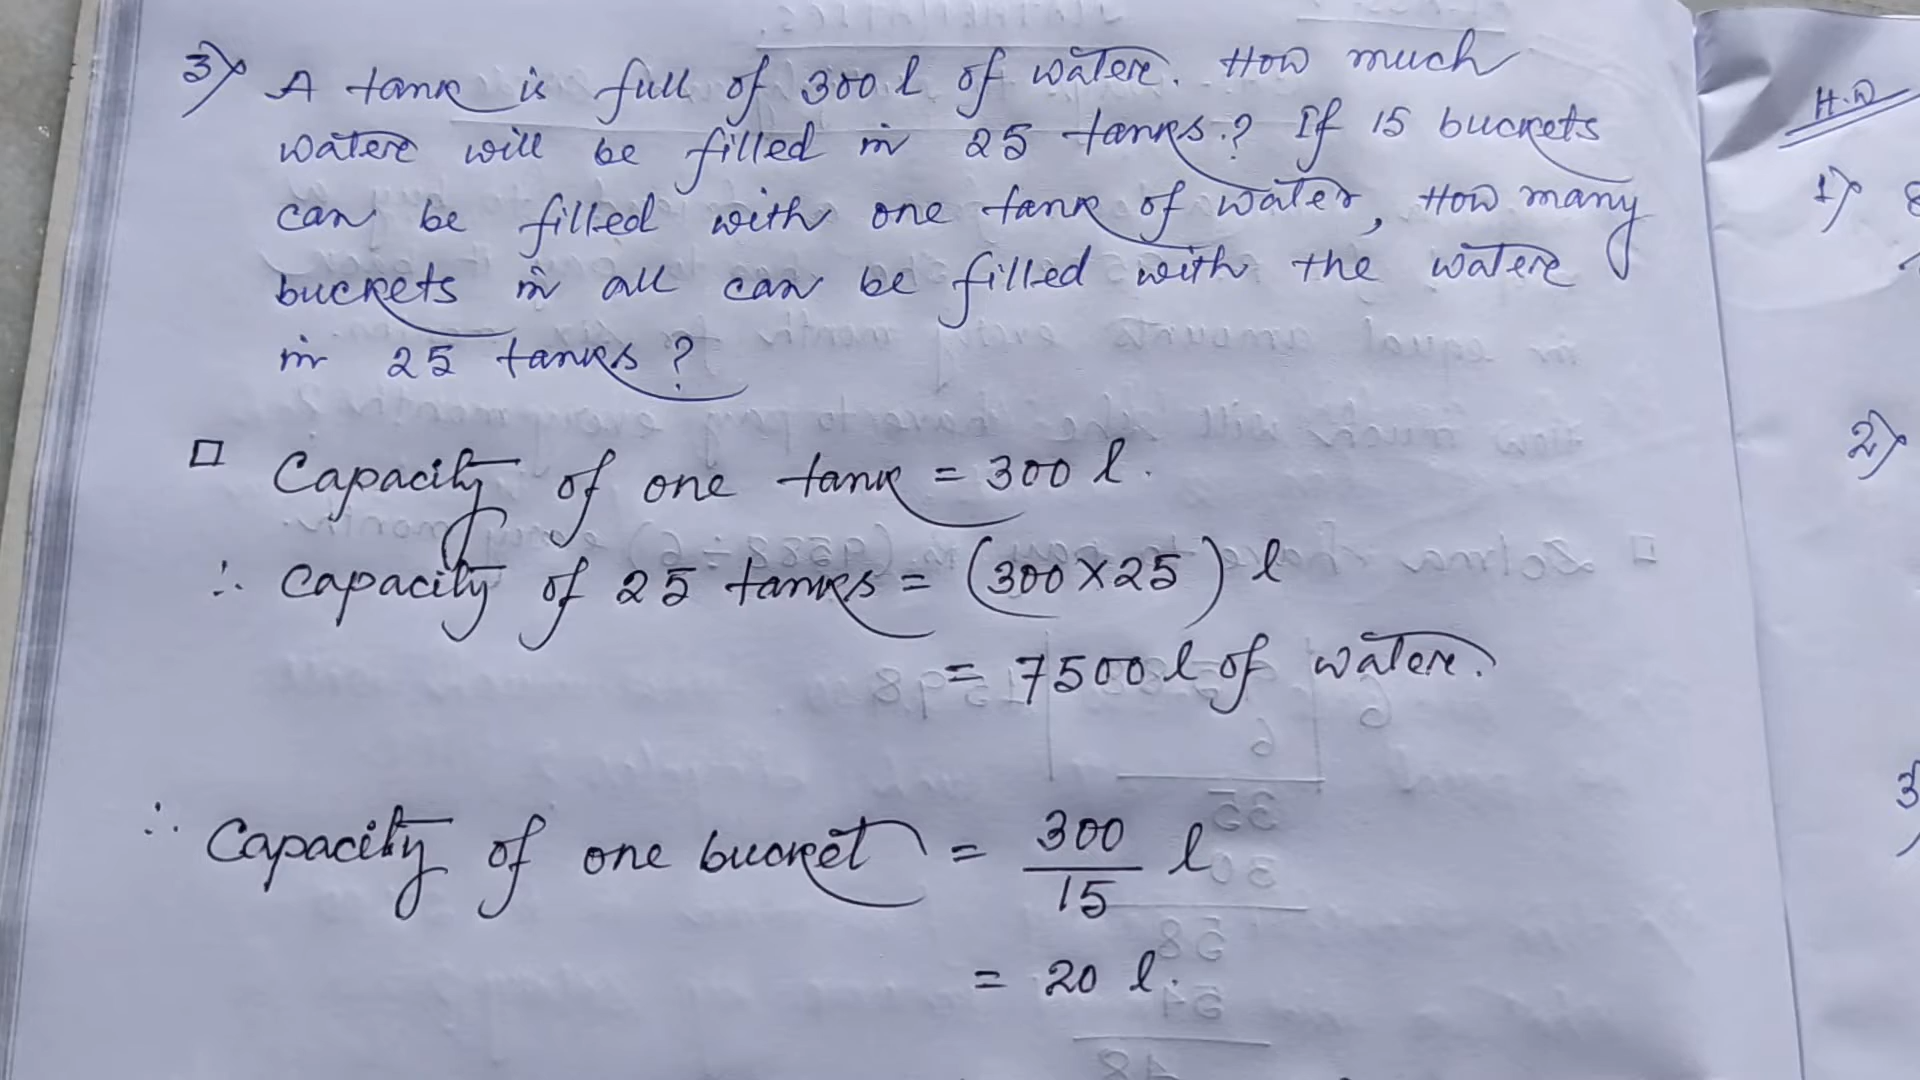 3) A tank is full of 300 l of water. How much
water will be filled in 25 tanks? If 15 buckets
can be filled with one tank of water, How many
buckets in all can be filled with the water
in 25 tanks?
□ Capacity of one tank = 300 l.
∴ Capacity of 25 tanks = (300 × 25) l
= 7500 l of water.
∴ Capacity of one bucket = 300/15 l
= 20 l.
H.W
1)
2)
3)